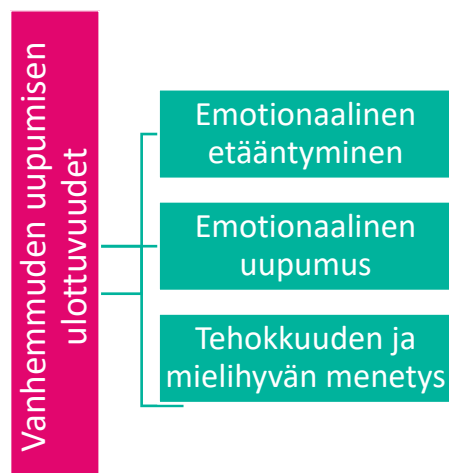 Vanhemmuden uupumisen
ulottuvuudet
Emotionaalinen
etääntyminen
Emotionaalinen
uupumus
Tehokkuuden ja
mielihyvän menetys